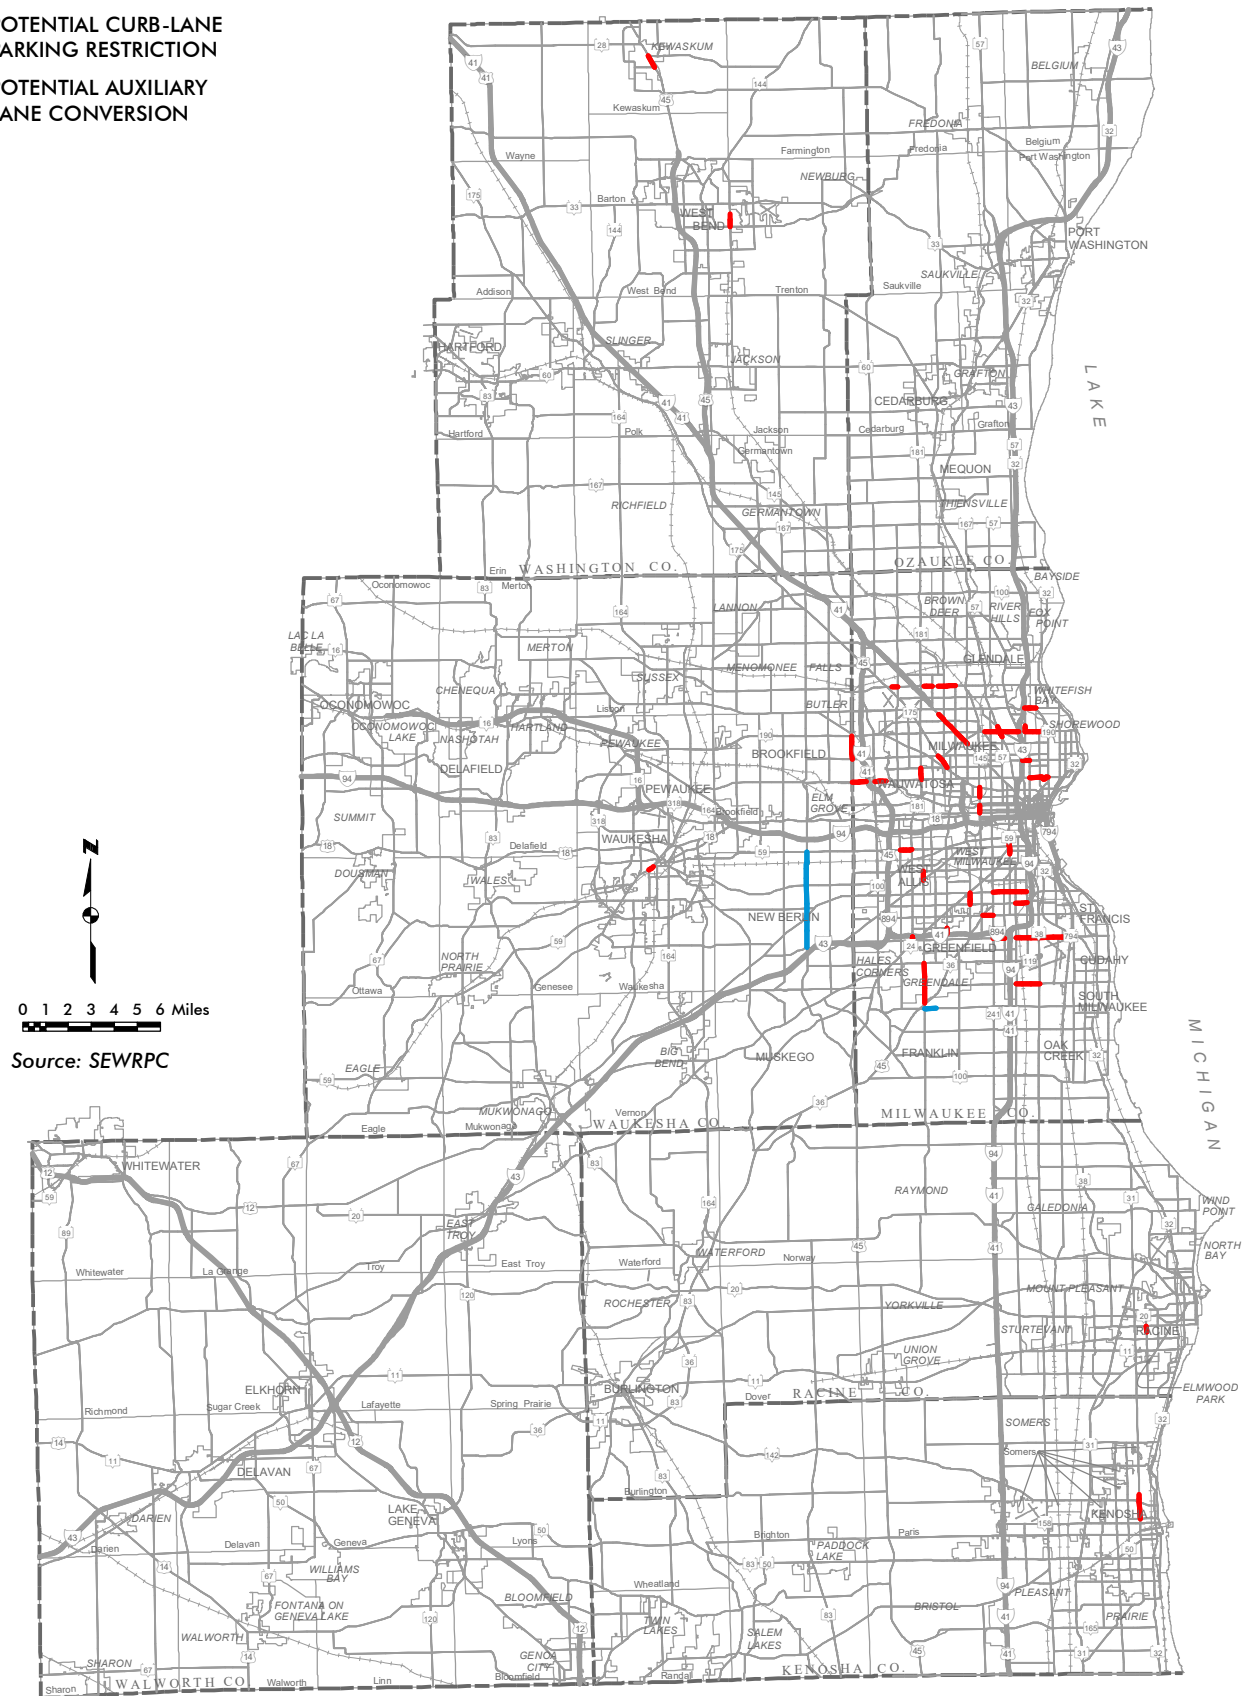 OTENTIAL CURB-LANE
ARKING RESTRICTION
OTENTIAL AUXILIARY
ANE CONVERSION
KEWASKUM
BELGIUM
Kewaskum
FREDONIA
Wayne
Farmington
Fredonia
Belgium
Port Washington
NEWBURG
Barton
WEST
BEND
PORT
WASHINGTON
SAUKVILLE
Addison
West Bend
Trenton
Saukville
HARTFORD
SLINGER
JACKSON
GRAFTON
CEDARBURG
LAKE
Hartford
Polk
Jackson
Cedarburg
Grafton
Germantown
MEQUON
RICHFIELD
GERMANTOWN
THIENSVILLE
Erin
WASHINGTON CO.
OZAUKEE CO.
Oconomowoc
Merton
BAYSIDE
LANNON
BROWN
DEER
RIVER
HILLS
FOX
POINT
LAC LA
BELLE
MERTON
MENOMONEE FALLS
GLENDALE
CHENEQUA
SUSSEX
WHITEFISH
BAY
OCONOMOWOC
Lisbon
BUTLER
OCONOMOWOC
LAKE
NASHOTAH
HARTLAND
PEWAUKEE
SHOREWOOD
BROOKFIELD
MILWAUKEE
DELAFIELD
PEWAUKEE
WAUWATOSA
ELM
GROVE
Brookfield
SUMMIT
WAUKESHA
Delafield
WEST
MILWAUKEE
DOUSMAN
WALES
WEST
ALLIS
NEW BERLIN
ST.
FRANCIS
GREENFIELD
NORTH
PRAIRIE
HALES
CORNERS
CUDAHY
GREENDALE
Ottawa
Genesee
Waukesha
SOUTH
MILWAUKEE
0 1 2 3 4 5 6 Miles
Source: SEWRPC
BIG
BEND
MUSKEGO
FRANKLIN
OAK
CREEK
EAGLE
MICHIGAN
MUKWONAGO
Vernon
Eagle
Mukwonago
WAUKESHA CO.
MILWAUKEE CO.
WHITEWATER
RAYMOND
CALEDONIA
WIND
POINT
EAST
TROY
NORTH
BAY
WATERFORD
Whitewater
La Grange
Troy
East Troy
Waterford
Norway
ROCHESTER
MOUNT PLEASANT
YORKVILLE
STURTEVANT
RACINE
UNION
GROVE
ELKHORN
BURLINGTON
Dover
RACINE CO.
ELMWOOD
PARK
Richmond
Sugar Creek
Lafayette
Spring Prairie
SOMERS
Somers
DELAVAN
Burlington
LAKE
GENEVA
KENOSHA
DARIEN
Darien
Delavan
Geneva
Lyons
Brighton
Paris
PADDOCK
LAKE
WILLIAMS
BAY
Wheatland
PLEASANT
PRAIRIE
BLOOMFIELD
FONTANA ON
GENEVA LAKE
TWIN
LAKES
BRISTOL
WALWORTH
SALEM
LAKES
SHARON
GENOA
CITY
Sharon
WALWORTH CO.
Walworth
Linn
Bloomfield
Randall
KENOSHA CO.